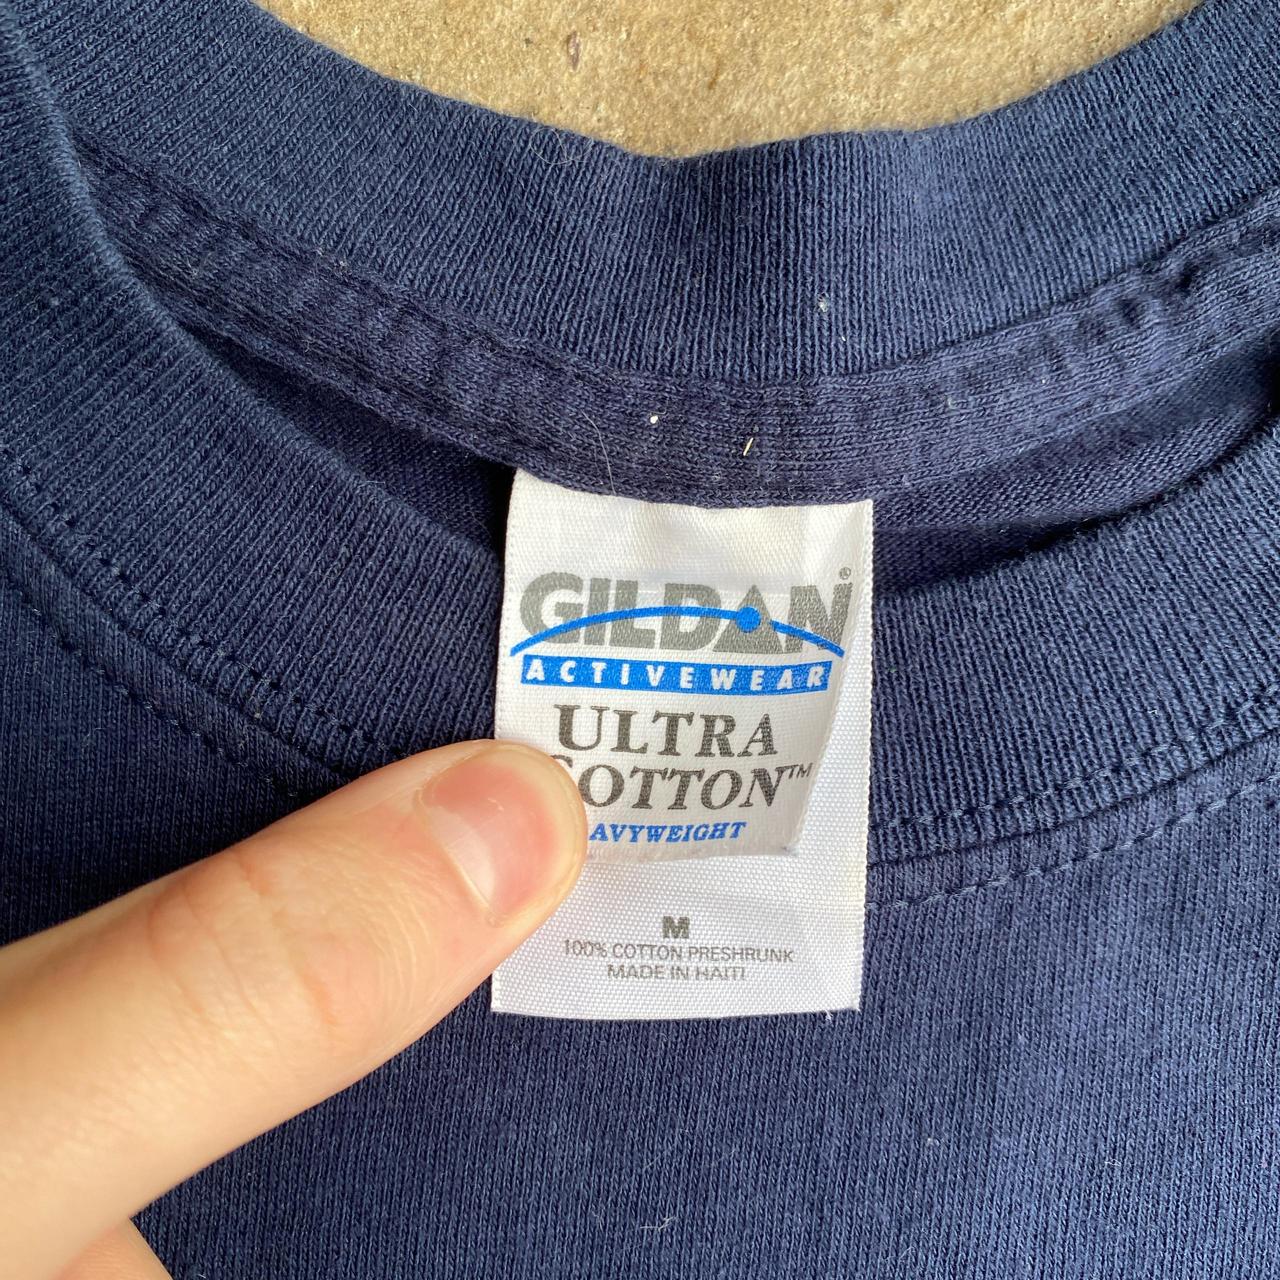 GILDAN®
ACTIVEWEAR
ULTRA
OTTON™
AVYWEIGHT
M
100% COTTON PRESHRUNK
MADE IN HAITI